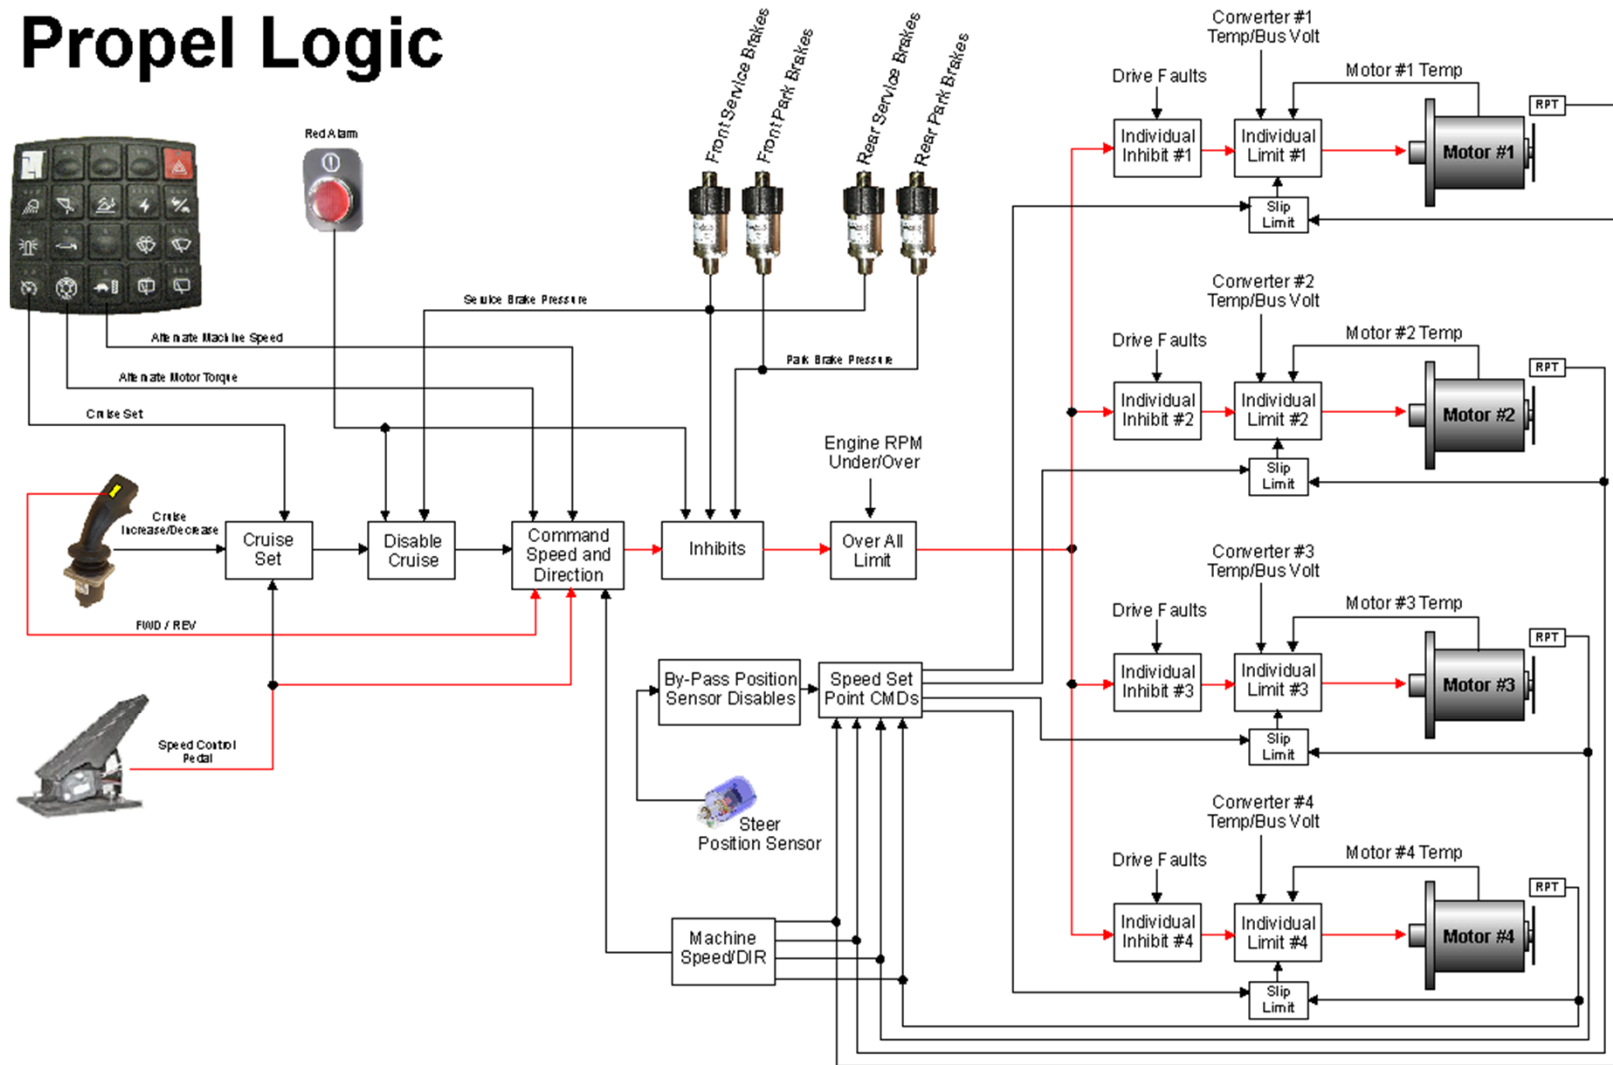 Propel Logic
Front Service Brakes
Front Park Brakes
Rear Service Brakes
Rear Park Brakes
Red Alarm
Service Brake Pressure
Alternate Machine Speed
Park Brake Pressure
Alternate Motor Torque
Cruise Set
Engine RPM
Under/Over
Cruise
Increase/Decrease
Cruise
Set
Disable
Cruise
Command
Speed and
Direction
Inhibits
Over All
Limit
FWD / REV
Speed Control
Pedal
By-Pass Position
Sensor Disables
Speed Set
Point CMDs
Steer
Position Sensor
Machine
Speed/DIR
Converter #1
Temp/Bus Volt
Drive Faults
Motor #1 Temp
RPT
Individual
Inhibit #1
Individual
Limit #1
Motor #1
Slip
Limit
Converter #2
Temp/Bus Volt
Drive Faults
Motor #2 Temp
RPT
Individual
Inhibit #2
Individual
Limit #2
Motor #2
Slip
Limit
Converter #3
Temp/Bus Volt
Drive Faults
Motor #3 Temp
RPT
Individual
Inhibit #3
Individual
Limit #3
Motor #3
Slip
Limit
Converter #4
Temp/Bus Volt
Drive Faults
Motor #4 Temp
RPT
Individual
Inhibit #4
Individual
Limit #4
Motor #4
Slip
Limit